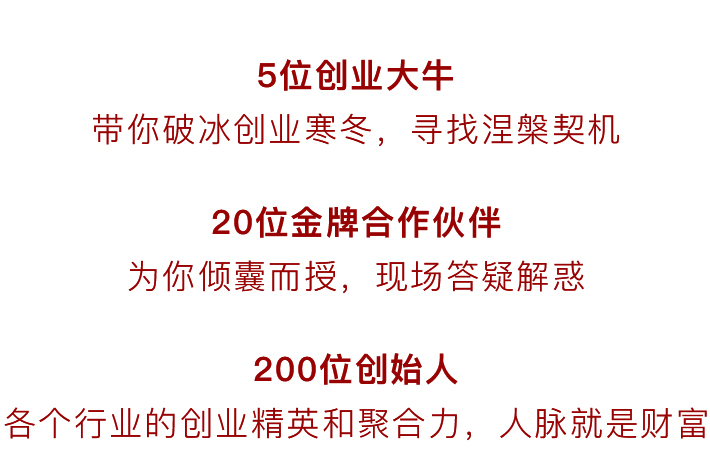 5位创业大牛
带你破冰创业寒冬，寻找涅槃契机
20位金牌合作伙伴
为你倾囊而授，现场答疑解惑
200位创始人
各个行业的创业精英和聚合力，人脉就是财富